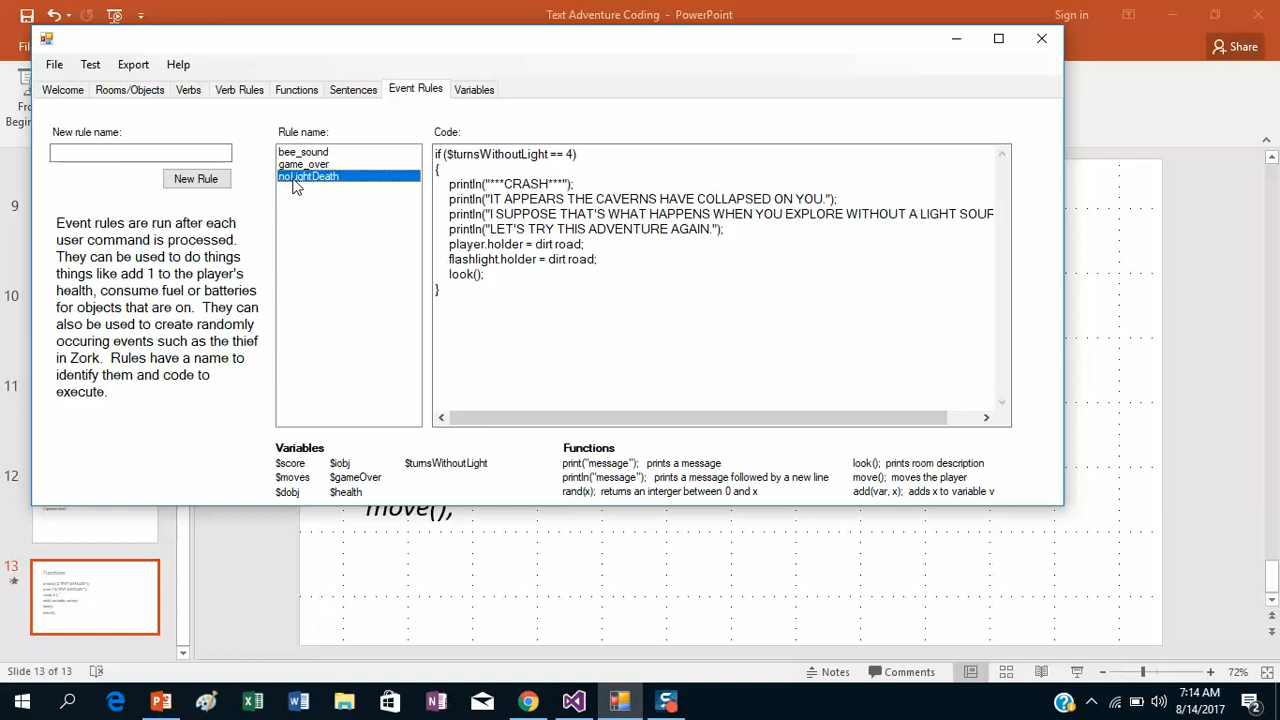 Text Adventure Coding - PowerPoint
Sign in
Share
File Test Export Help
Welcome Rooms/Objects Verbs Verb Rules Functions Sentences Event Rules Variables
New rule name:
New Rule
Event rules are run after each
user command is processed.
They can be used to do things
things like add 1 to the player's
health, consume fuel or batteries
for objects that are on. They can
also be used to create randomly
occuring events such as the thief
in Zork. Rules have a name to
identify them and code to
execute.
Rule name:
bee_sound
game_over
noLightDeath
Code:
if ($turnsWithoutLight == 4)
{
println("***CRASH***");
println("IT APPEARS THE CAVERNS HAVE COLLAPSED ON YOU.");
println("I SUPPOSE THAT'S WHAT HAPPENS WHEN YOU EXPLORE WITHOUT A LIGHT SOUR
println("LET'S TRY THIS ADVENTURE AGAIN.");
player.holder = dirt road;
flashlight.holder = dirt road;
look();
}
Variables
$score $iobj $turnsWithoutLight
$moves $gameOver
$dobj $health
Functions
print("message"); prints a message
println("message"); prints a message followed by a new line
rand(x); returns an interger between 0 and x
look(); prints room description
move(); moves the player
add(var, x); adds x to variable v
Fro
Begin
9
10
11
12
13
move();
Functions
Slide 13 of 13
Notes Comments 72%
7:14 AM
8/14/2017
2